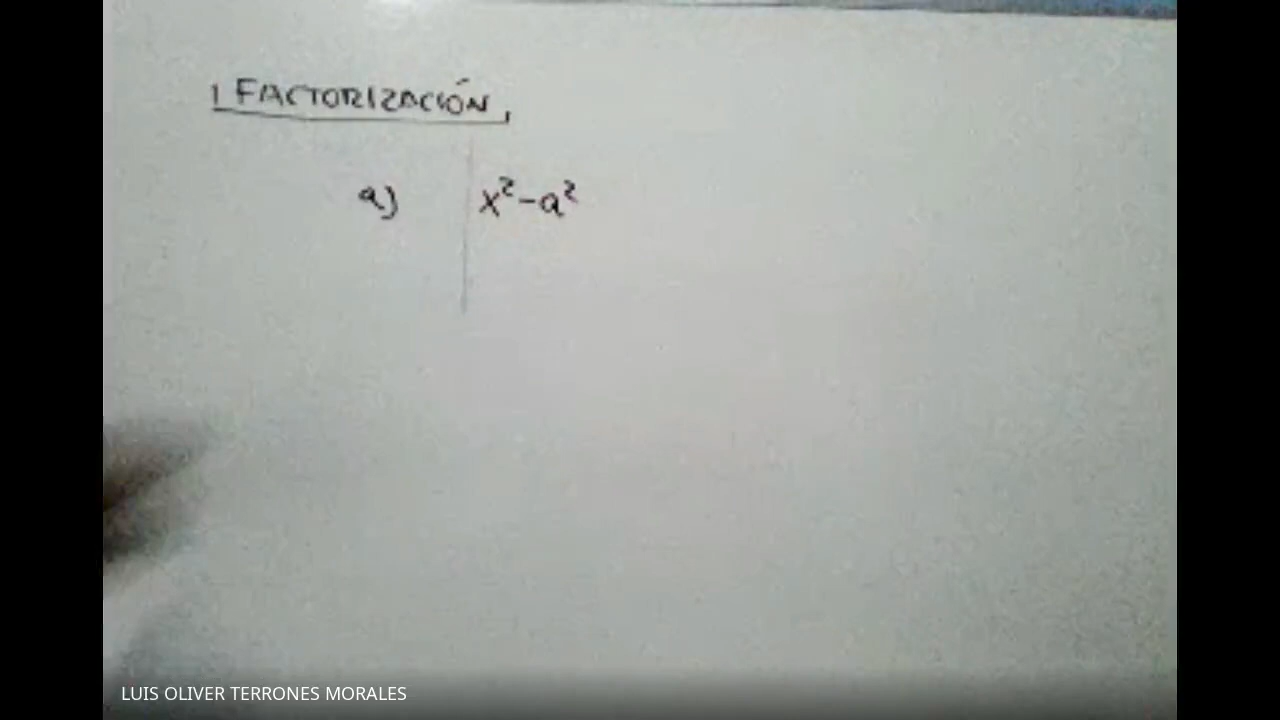 1 FACTORIZACIÓN,
a) x²-a²
LUIS OLIVER TERRONES MORALES